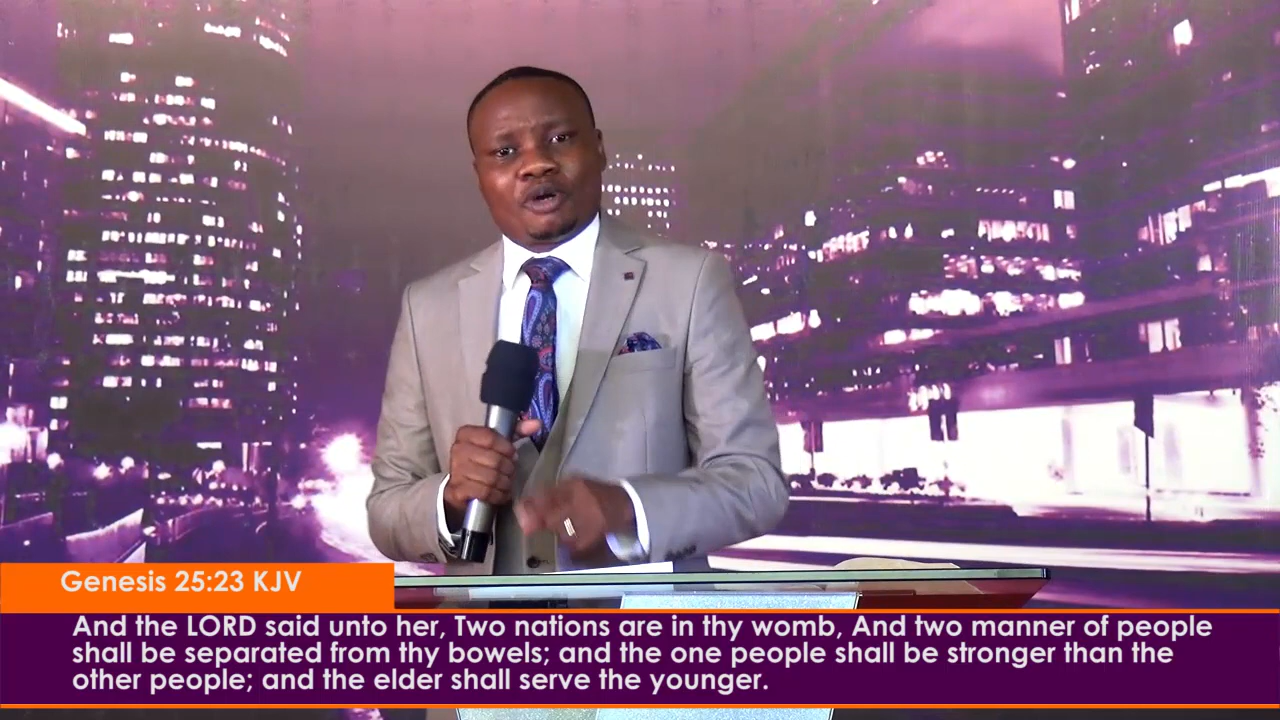 Genesis 25:23 KJV
And the LORD said unto her, Two nations are in thy womb, And two manner of people
shall be separated from thy bowels; and the one people shall be stronger than the
other people; and the elder shall serve the younger.